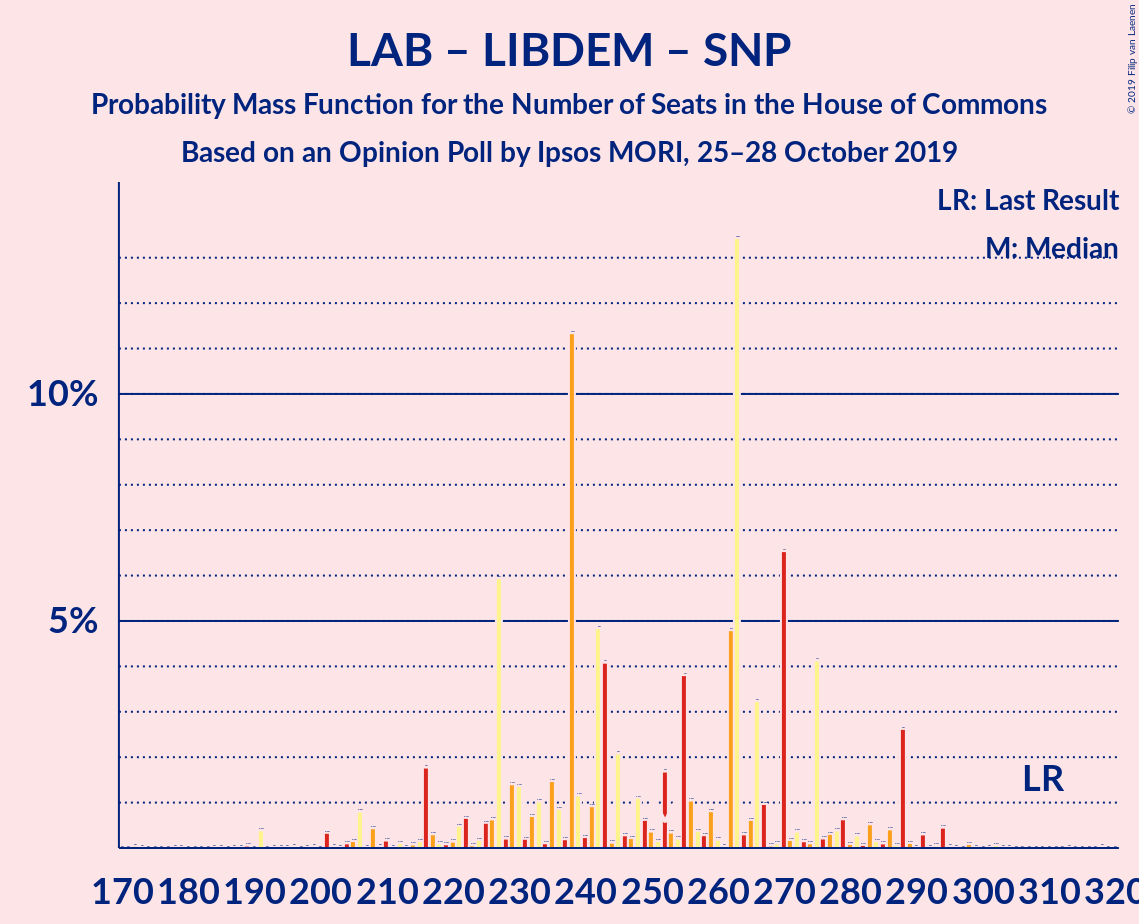 LAB – LIBDEM – SNP
Probability Mass Function for the Number of Seats in the House of Commons
Based on an Opinion Poll by Ipsos MORI, 25–28 October 2019
© 2019 Filip van Laenen
LR: Last Result
M: Median
10%
5%
LR
170 180 190 200 210 220 230 240 250 260 270 280 290 300 310 320